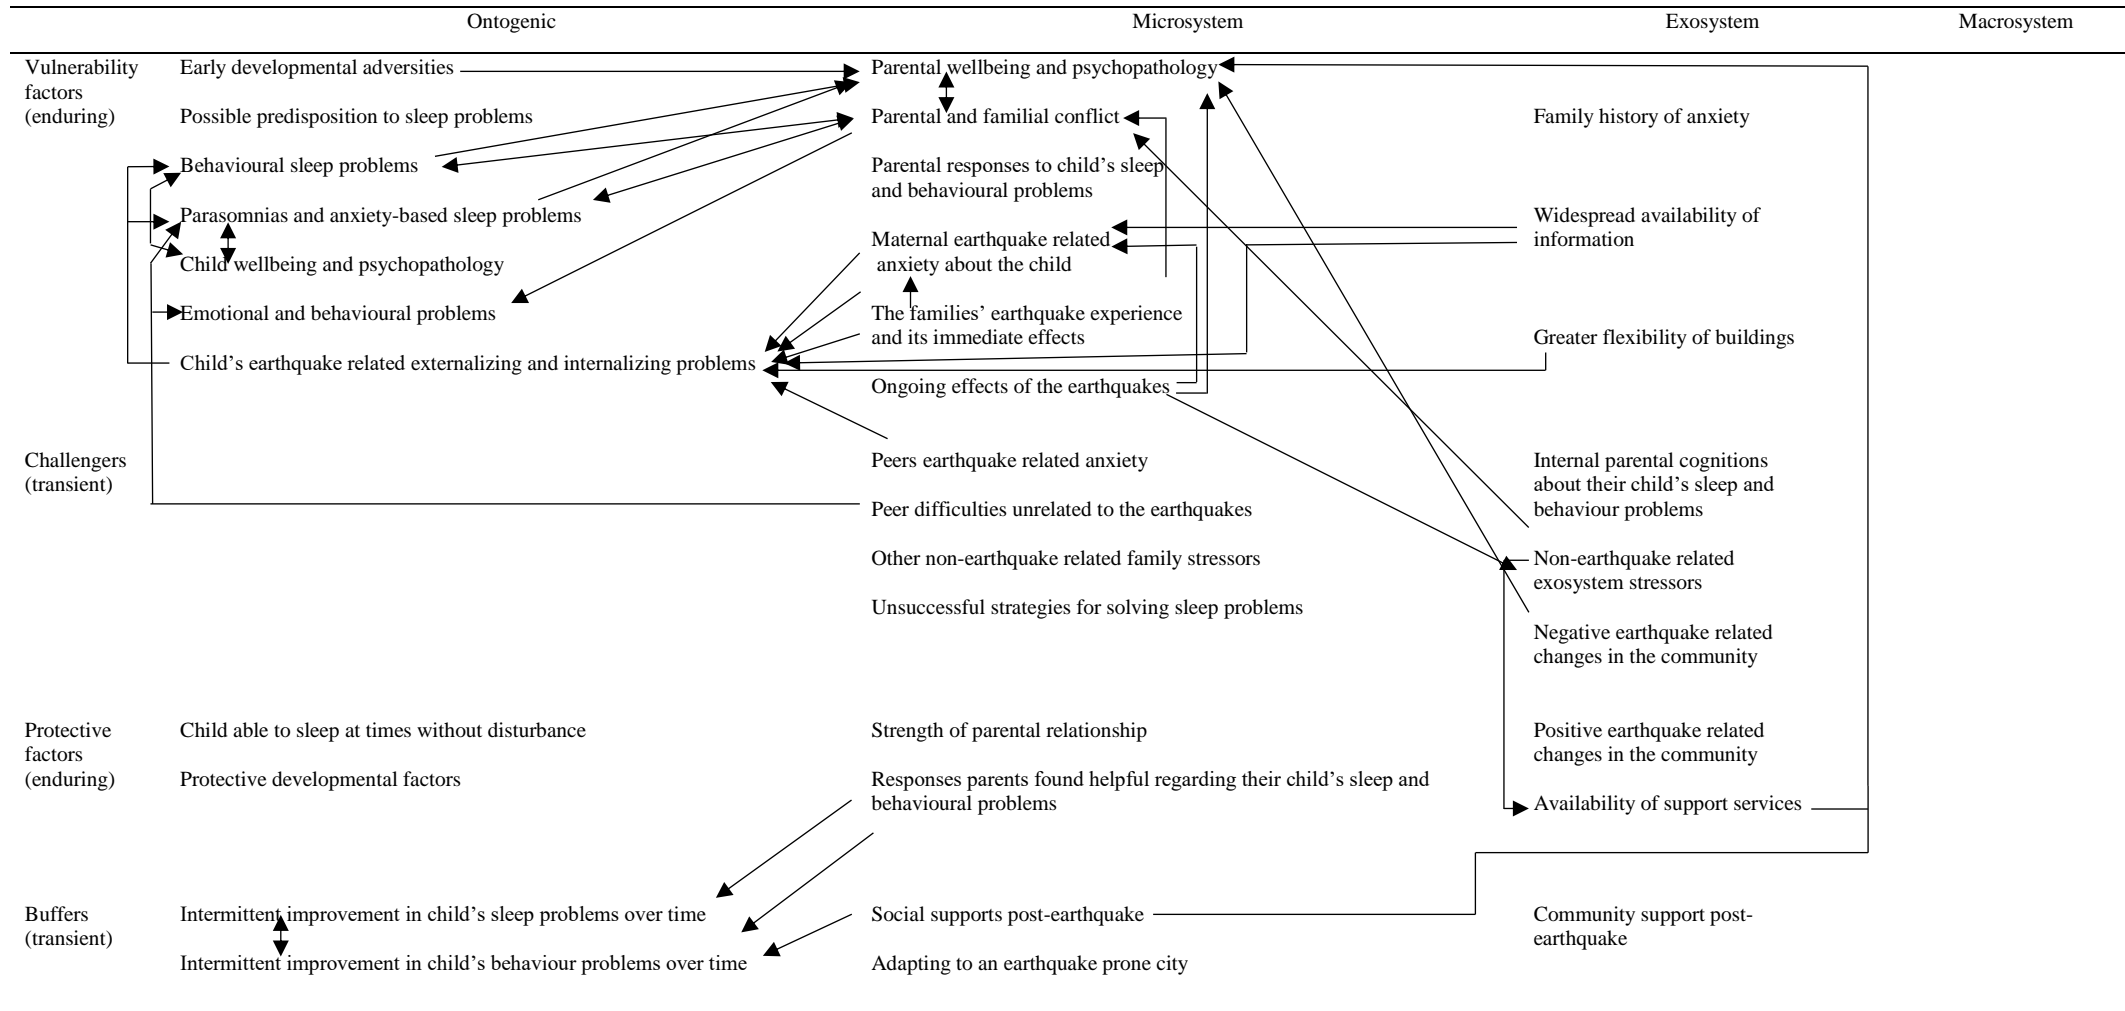 Ontogenic Microsystem Exosystem Macrosystem
Vulnerability
factors
(enduring)
Early developmental adversities
Possible predisposition to sleep problems
Behavioural sleep problems
Parasomnias and anxiety-based sleep problems
Child wellbeing and psychopathology
Emotional and behavioural problems
Child’s earthquake related externalizing and internalizing problems
Parental wellbeing and psychopathology
Parental and familial conflict
Parental responses to child’s sleep
and behavioural problems
Maternal earthquake related
anxiety about the child
The families’ earthquake experience
and its immediate effects
Ongoing effects of the earthquakes
Family history of anxiety
Widespread availability of
information
Greater flexibility of buildings
Challengers
(transient)
Peers earthquake related anxiety
Peer difficulties unrelated to the earthquakes
Other non-earthquake related family stressors
Unsuccessful strategies for solving sleep problems
Internal parental cognitions
about their child’s sleep and
behaviour problems
Non-earthquake related
exosystem stressors
Negative earthquake related
changes in the community
Protective
factors
(enduring)
Child able to sleep at times without disturbance
Protective developmental factors
Strength of parental relationship
Responses parents found helpful regarding their child’s sleep and
behavioural problems
Positive earthquake related
changes in the community
Availability of support services
Buffers
(transient)
Intermittent improvement in child’s sleep problems over time
Intermittent improvement in child’s behaviour problems over time
Social supports post-earthquake
Adapting to an earthquake prone city
Community support post-
earthquake